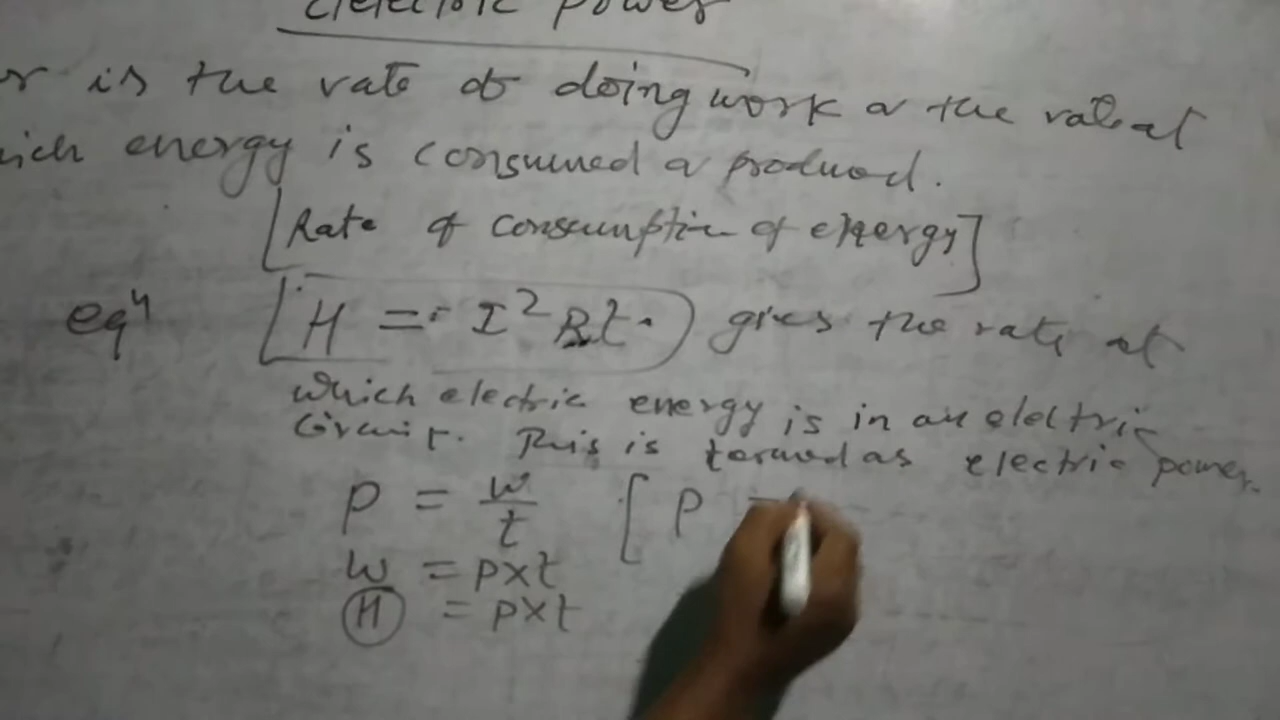 Electric Power
r is the rate of doing work or the rate at
hich energy is consumed or produced.
[Rate of consumption of energy]
eqn [H = I²Rt.) gives the rate at
which electric energy is in an electric
circuit. This is termed as electric power.
P = w/t [P =
W = P×t
H = P×t